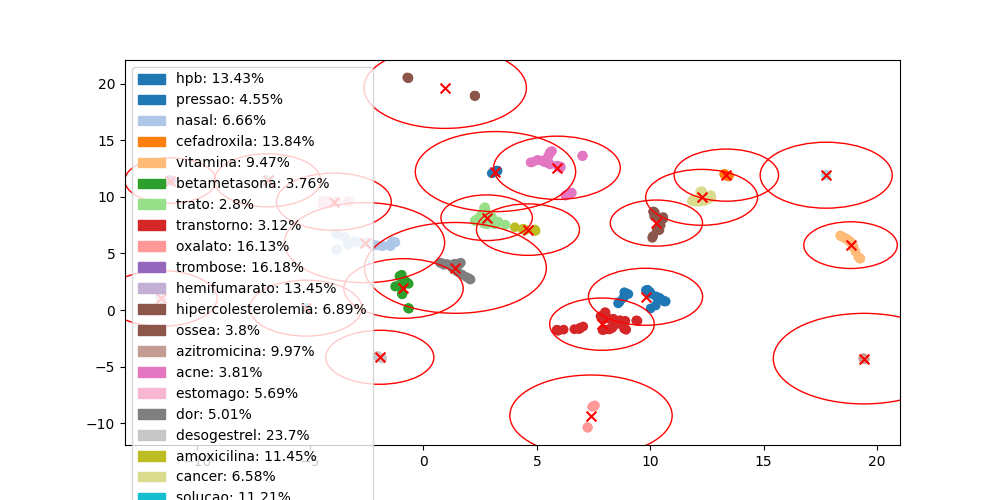 hpb: 13.43%
pressao: 4.55%
nasal: 6.66%
cefadroxila: 13.84%
vitamina: 9.47%
betametasona: 3.76%
trato: 2.8%
transtorno: 3.12%
oxalato: 16.13%
trombose: 16.18%
hemifumarato: 13.45%
hipercolesterolemia: 6.89%
ossea: 3.8%
azitromicina: 9.97%
acne: 3.81%
estomago: 5.69%
dor: 5.01%
desogestrel: 23.7%
amoxicilina: 11.45%
cancer: 6.58%
solucao: 11.21%
20
15
10
5
0
−5
−10
−10 −5 0 5 10 15 20